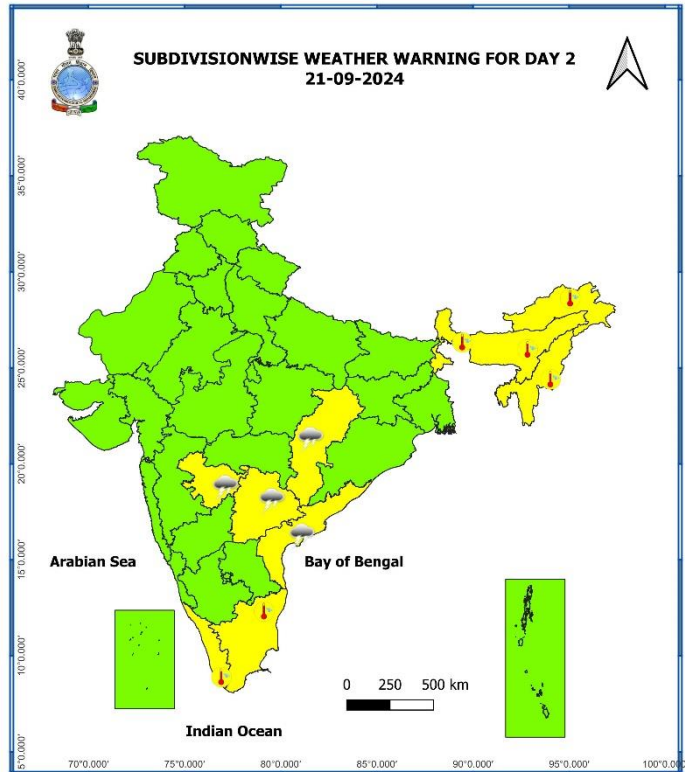 SUBDIVISIONWISE WEATHER WARNING FOR DAY 2
21-09-2024
40°0.000'
35°0.000'
30°0.000'
25°0.000'
20°0.000'
15°0.000'
10°0.000'
5°0.000'
Arabian Sea
Bay of Bengal
0 250 500 km
Indian Ocean
70°0.000' 75°0.000' 80°0.000' 85°0.000' 90°0.000' 95°0.000' 100°0.000'